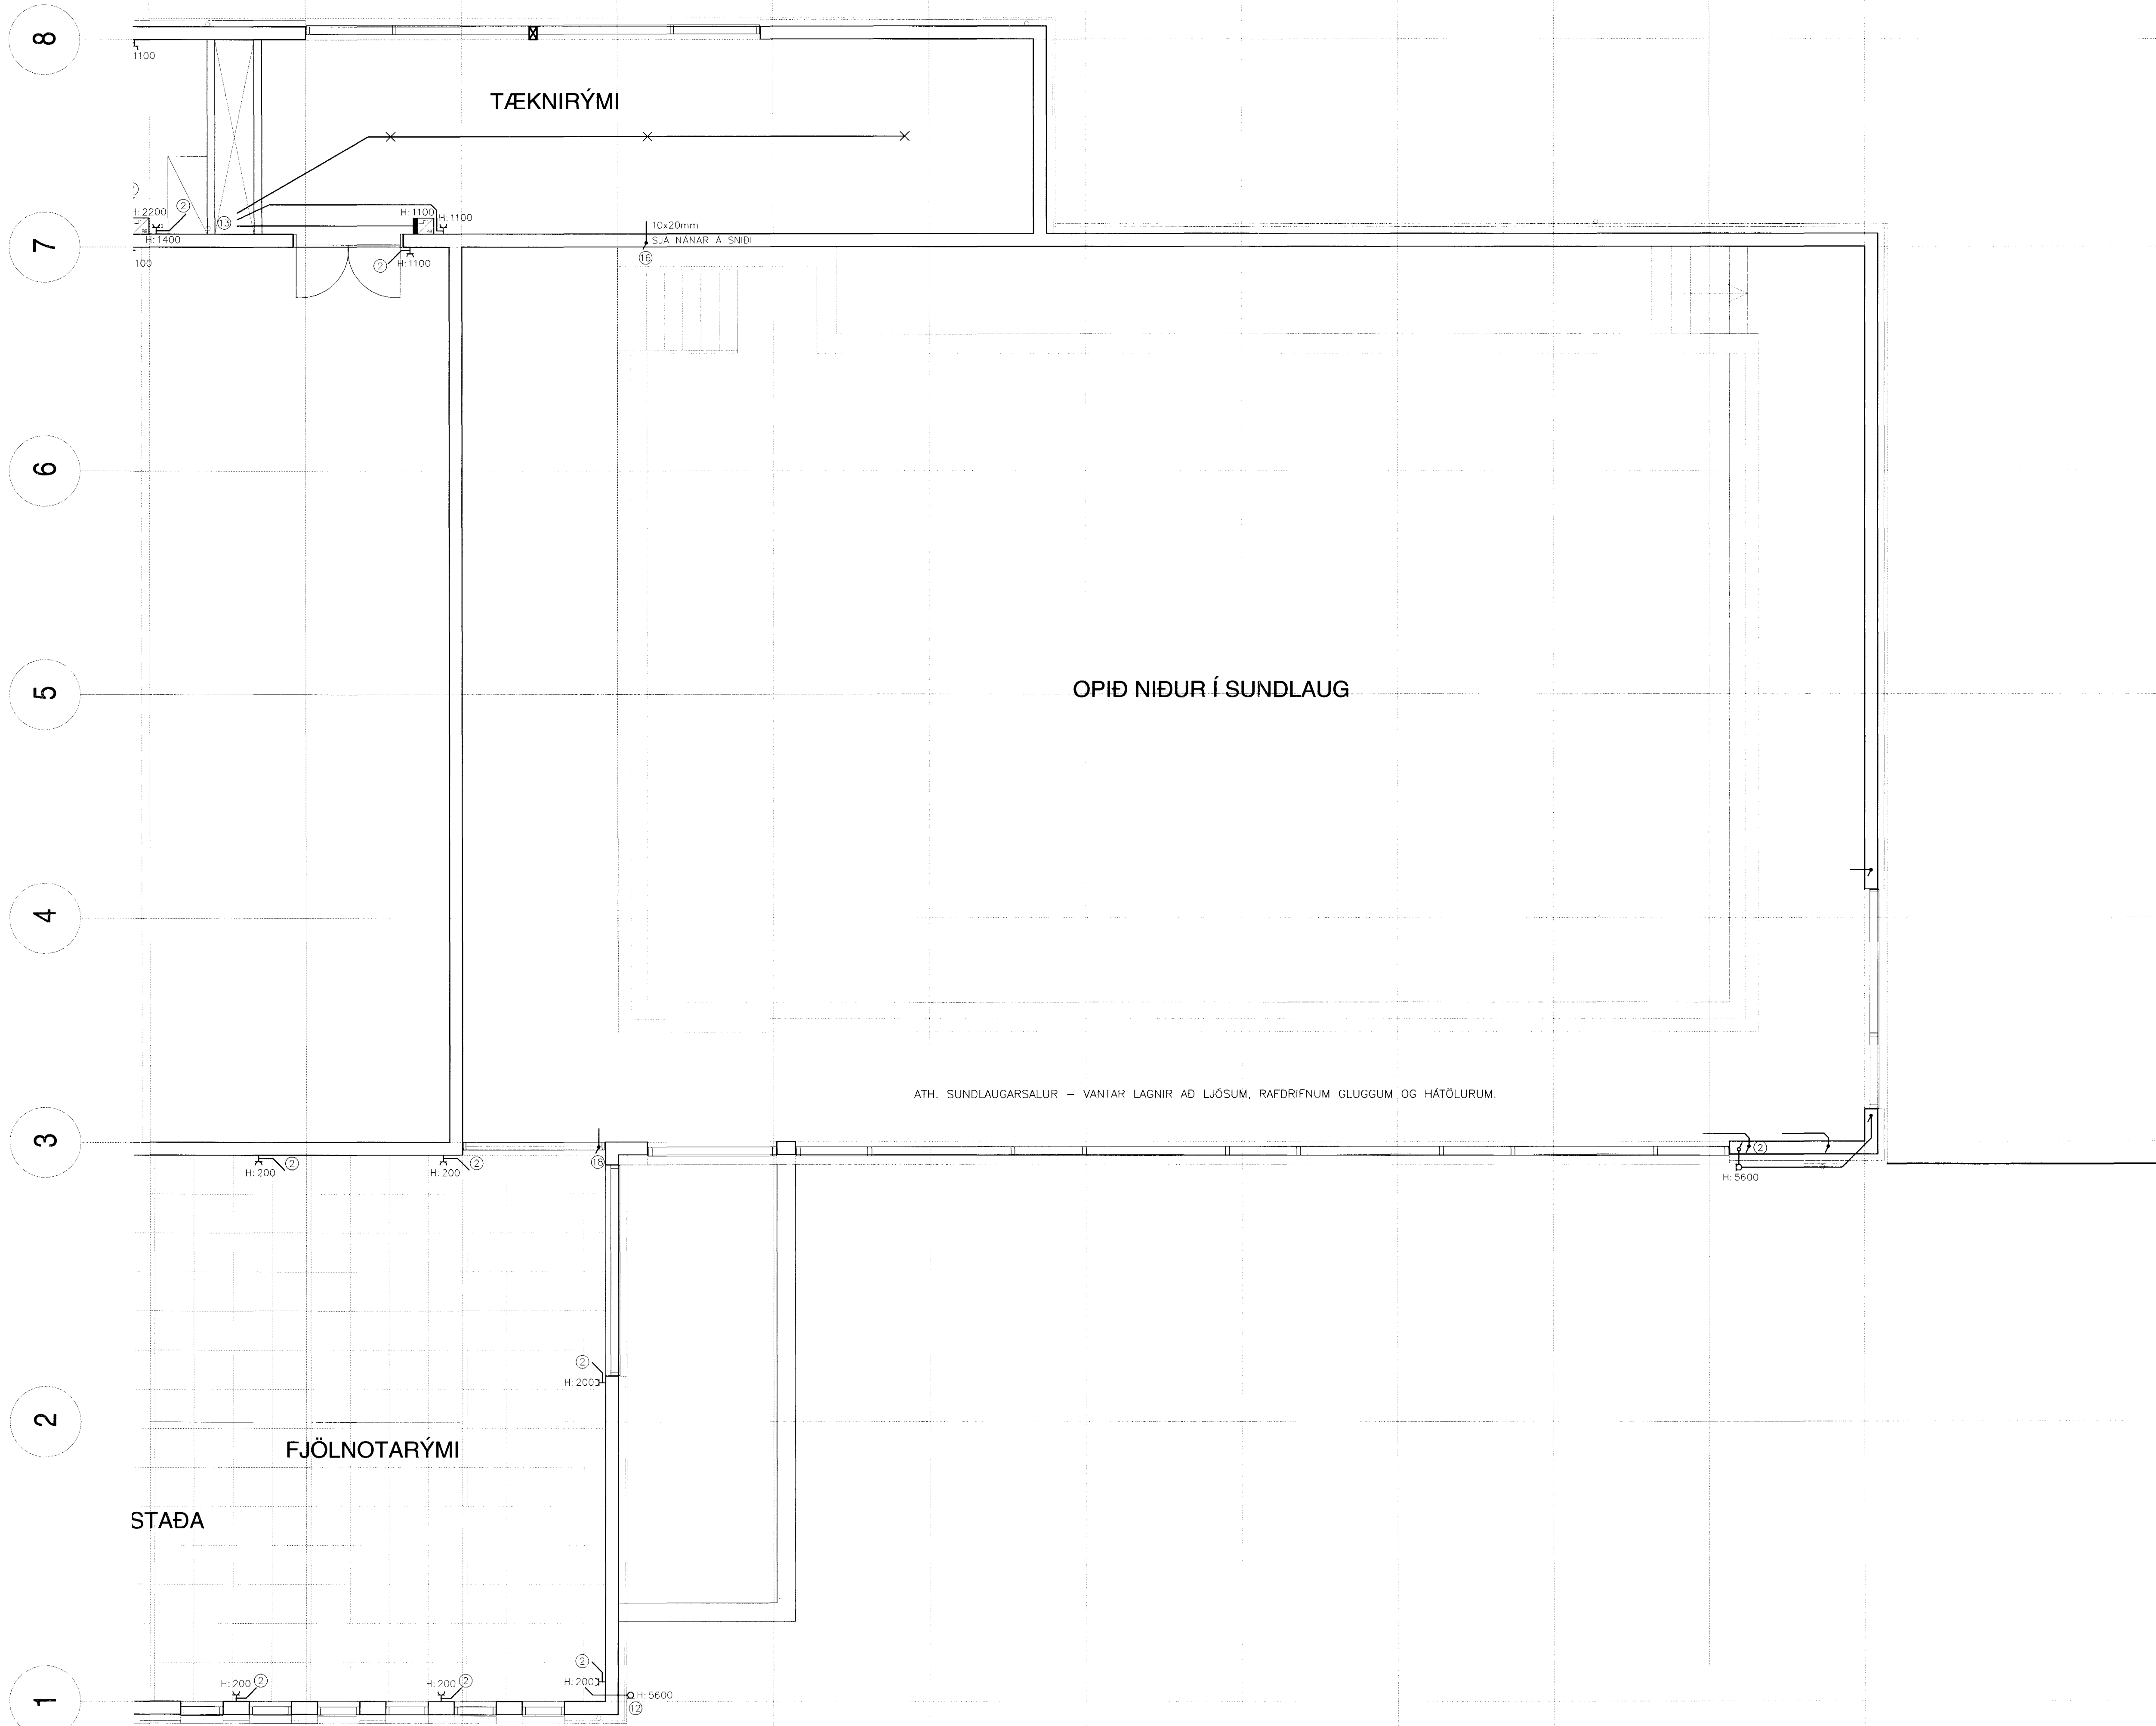 8
1100
TÆKNIRÝMI
H: 2200
2
13
H: 1100
H: 1100
H: 1400
10x20mm
SJÁ NÁNAR Á SNIÐI
7
100
2
H: 1100
16
6
5
OPIÐ NIÐUR Í SUNDLAUG
4
ATH. SUNDLAUGARSALUR – VANTAR LAGNIR AÐ LJÓSUM, RAFDRIFNUM GLUGGUM OG HÁTÖLURUM.
3
H: 200
2
H: 200
2
18
2
H: 5600
2
H: 200
2
FJÖLNOTARÝMI
STAÐA
2
H: 200
H: 200
2
H: 200
2
H: 5600
12
1